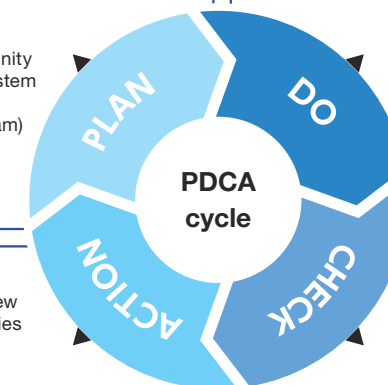 nity
stem
am)
PLAN
DO
PDCA
cycle
CHECK
ACTION
ew
ies